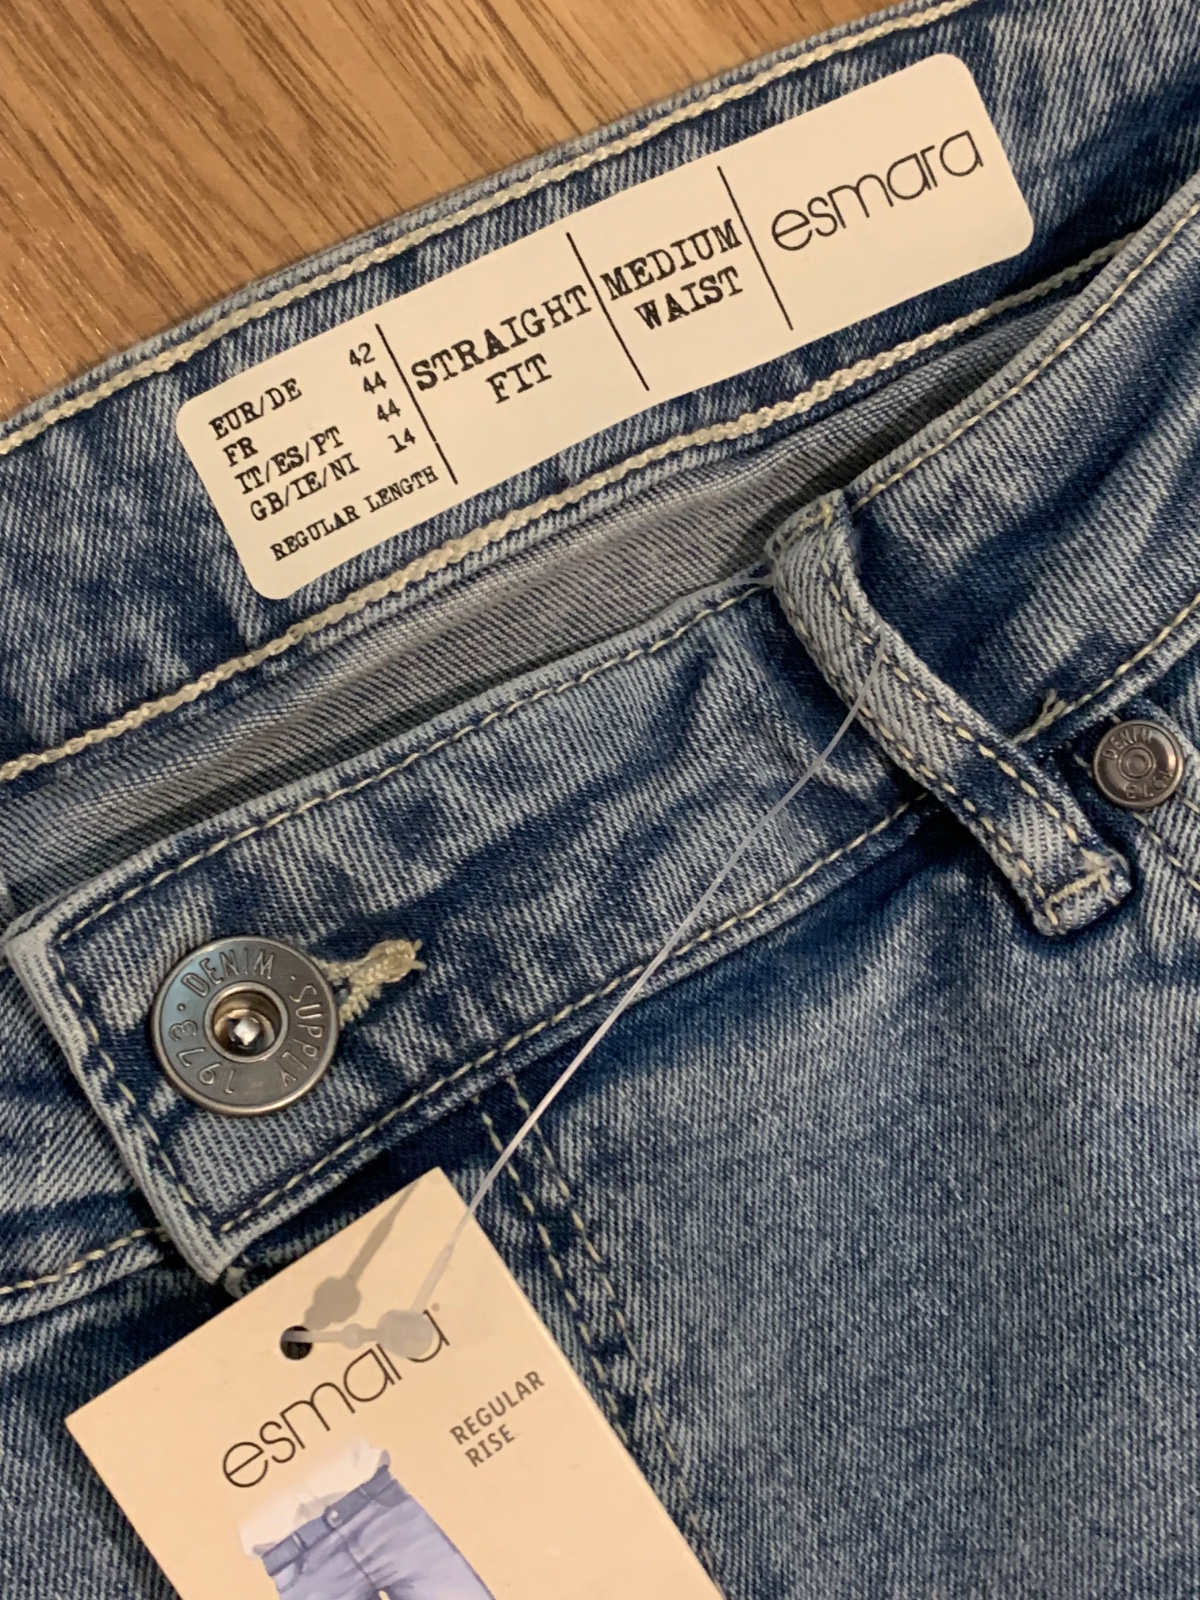 EUR/DE 42
FR 44
IT/ES/PT 44
GB/IE/NI 14
REGULAR LENGTH
STRAIGHT
FIT
MEDIUM
WAIST
esmara
DENIM
1973
DENIM · SUPPLY 1973 ·
esmara
REGULAR
RISE